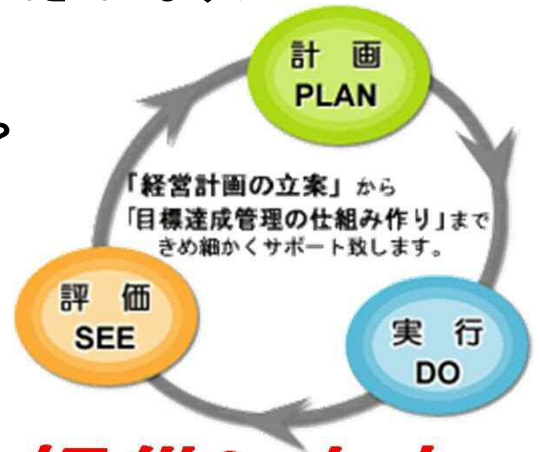 計 画
PLAN
「経営計画の立案」から
「目標達成管理の仕組み作り」まで
きめ細かくサポート致します。
評 価
SEE
実 行
DO